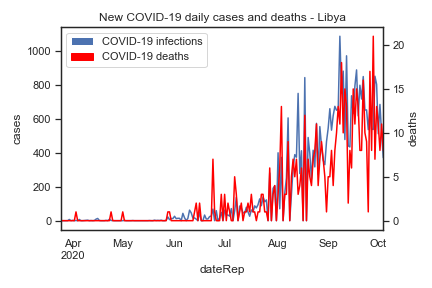 New COVID-19 daily cases and deaths - Libya
COVID-19 infections
COVID-19 deaths
1000
800
600
400
200
0
cases
20
15
10
5
0
deaths
Apr May Jun Jul Aug Sep Oct
2020
dateRep